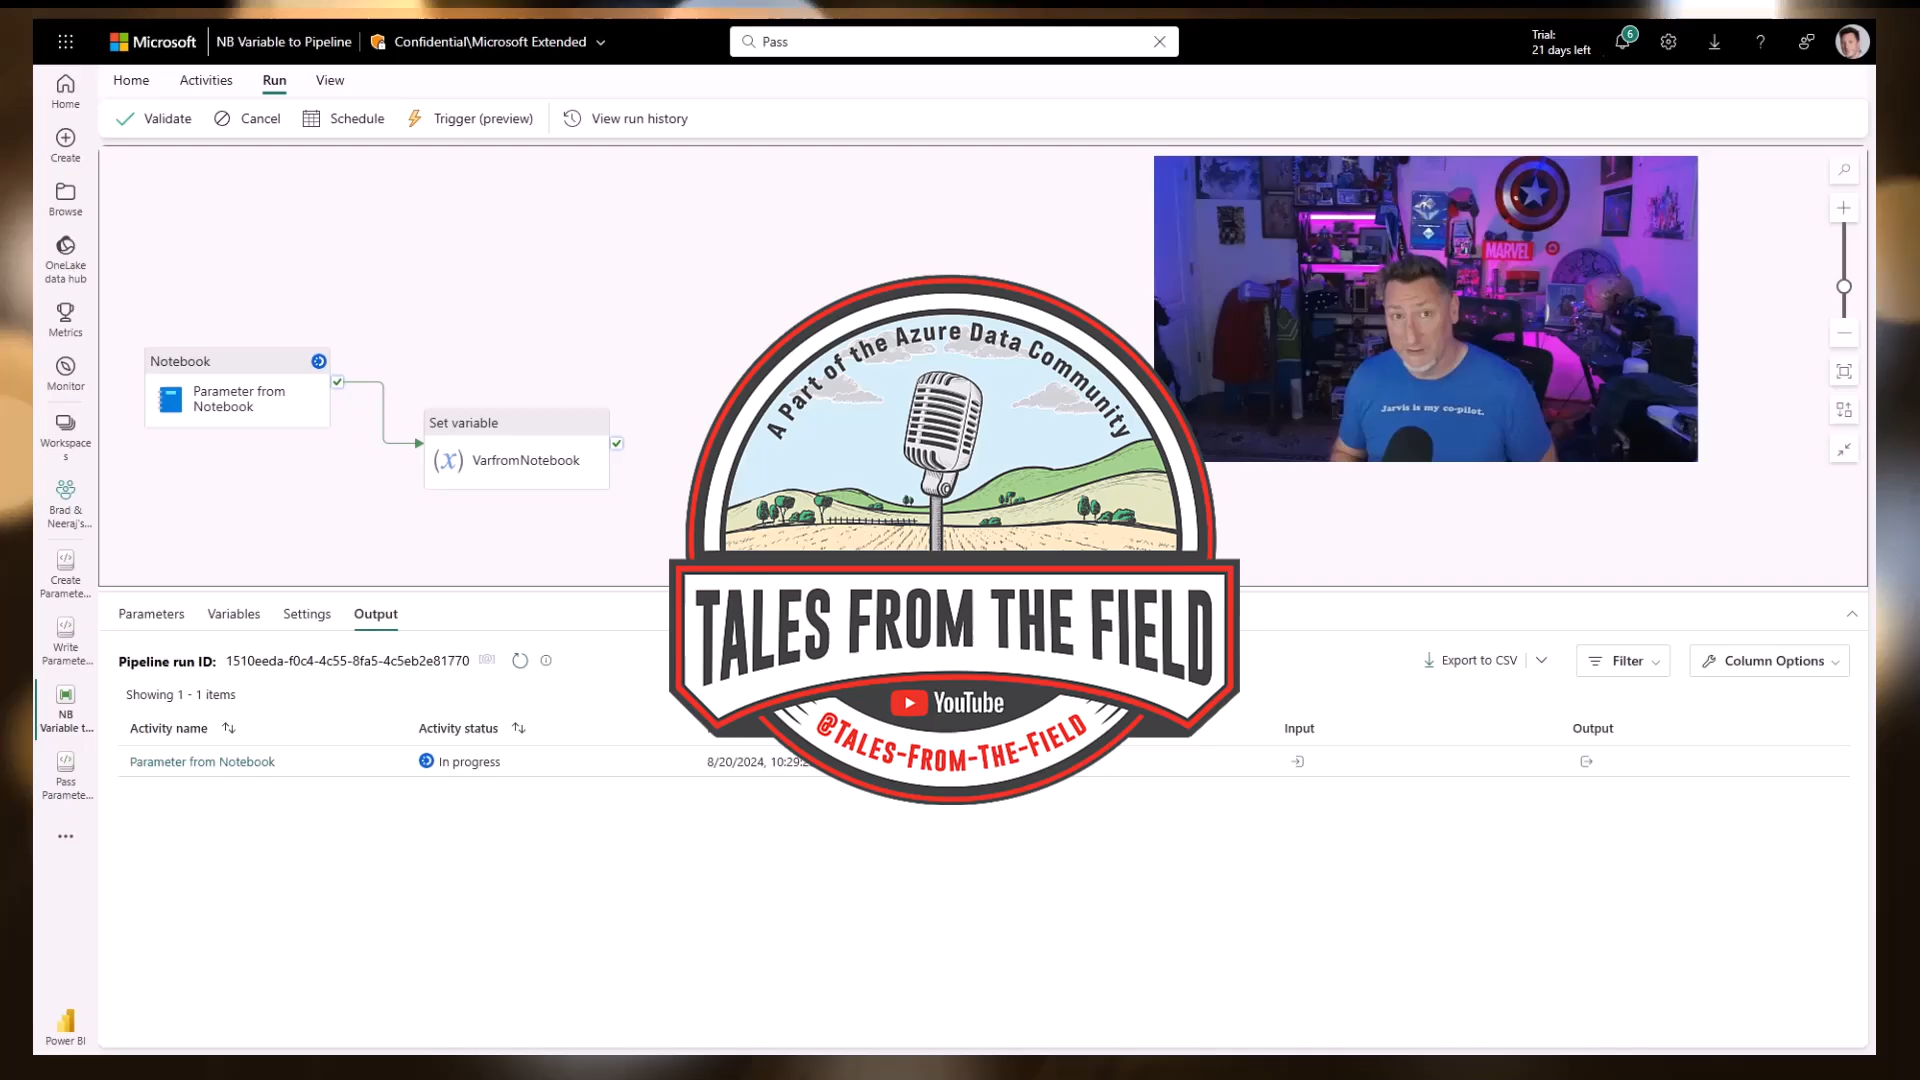 Microsoft
NB Variable to Pipeline
Confidential\Microsoft Extended
Pass
Trial:
21 days left
6
Home
Activities
Run
View
Validate
Cancel
Schedule
Trigger (preview)
View run history
Home
Create
Browse
OneLake
data hub
Metrics
Monitor
Workspace
s
Brad &
Neeraj's...
Create
Paramete...
Write
Paramete...
NB
Variable t...
Pass
Paramete...
Power BI
Notebook
Parameter from
Notebook
Set variable
(x) VarfromNotebook
MARVEL
Jarvis is my co-pilot.
A Part of the Azure Data Community
TALES FROM THE FIELD
YouTube
@TALES-FROM-THE-FIELD
Parameters
Variables
Settings
Output
Pipeline run ID: 1510eeda-f0c4-4c55-8fa5-4c5eb2e81770
Export to CSV
Filter
Column Options
Showing 1 - 1 items
Activity name
Activity status
Input
Output
Parameter from Notebook
In progress
8/20/2024, 10:29: